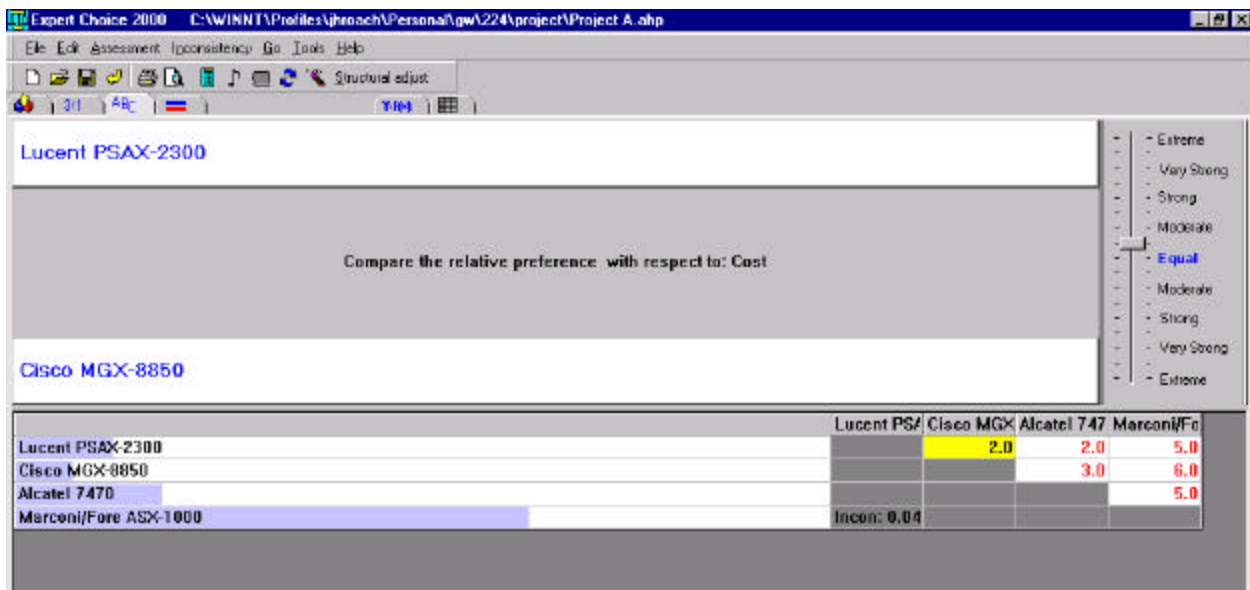 Expert Choice 2000 C:\WINNT\Profiles\jhroach\Personal\gw\224\project\Project A.ahp
File Edit Assessment Inconsistency Go Tools Help
Structural adjust
3:1 ABC
Lucent PSAX-2300
Compare the relative preference with respect to: Cost
Cisco MGX-8850
Extreme
Very Strong
Strong
Moderate
Equal
Moderate
Strong
Very Strong
Extreme
Lucent PSA Cisco MGX Alcatel 747 Marconi/Fo
Lucent PSAX-2300 2.0 2.0 5.0
Cisco MGX-8850 3.0 6.0
Alcatel 7470 5.0
Marconi/Fore ASX-1000 Incon: 0.04